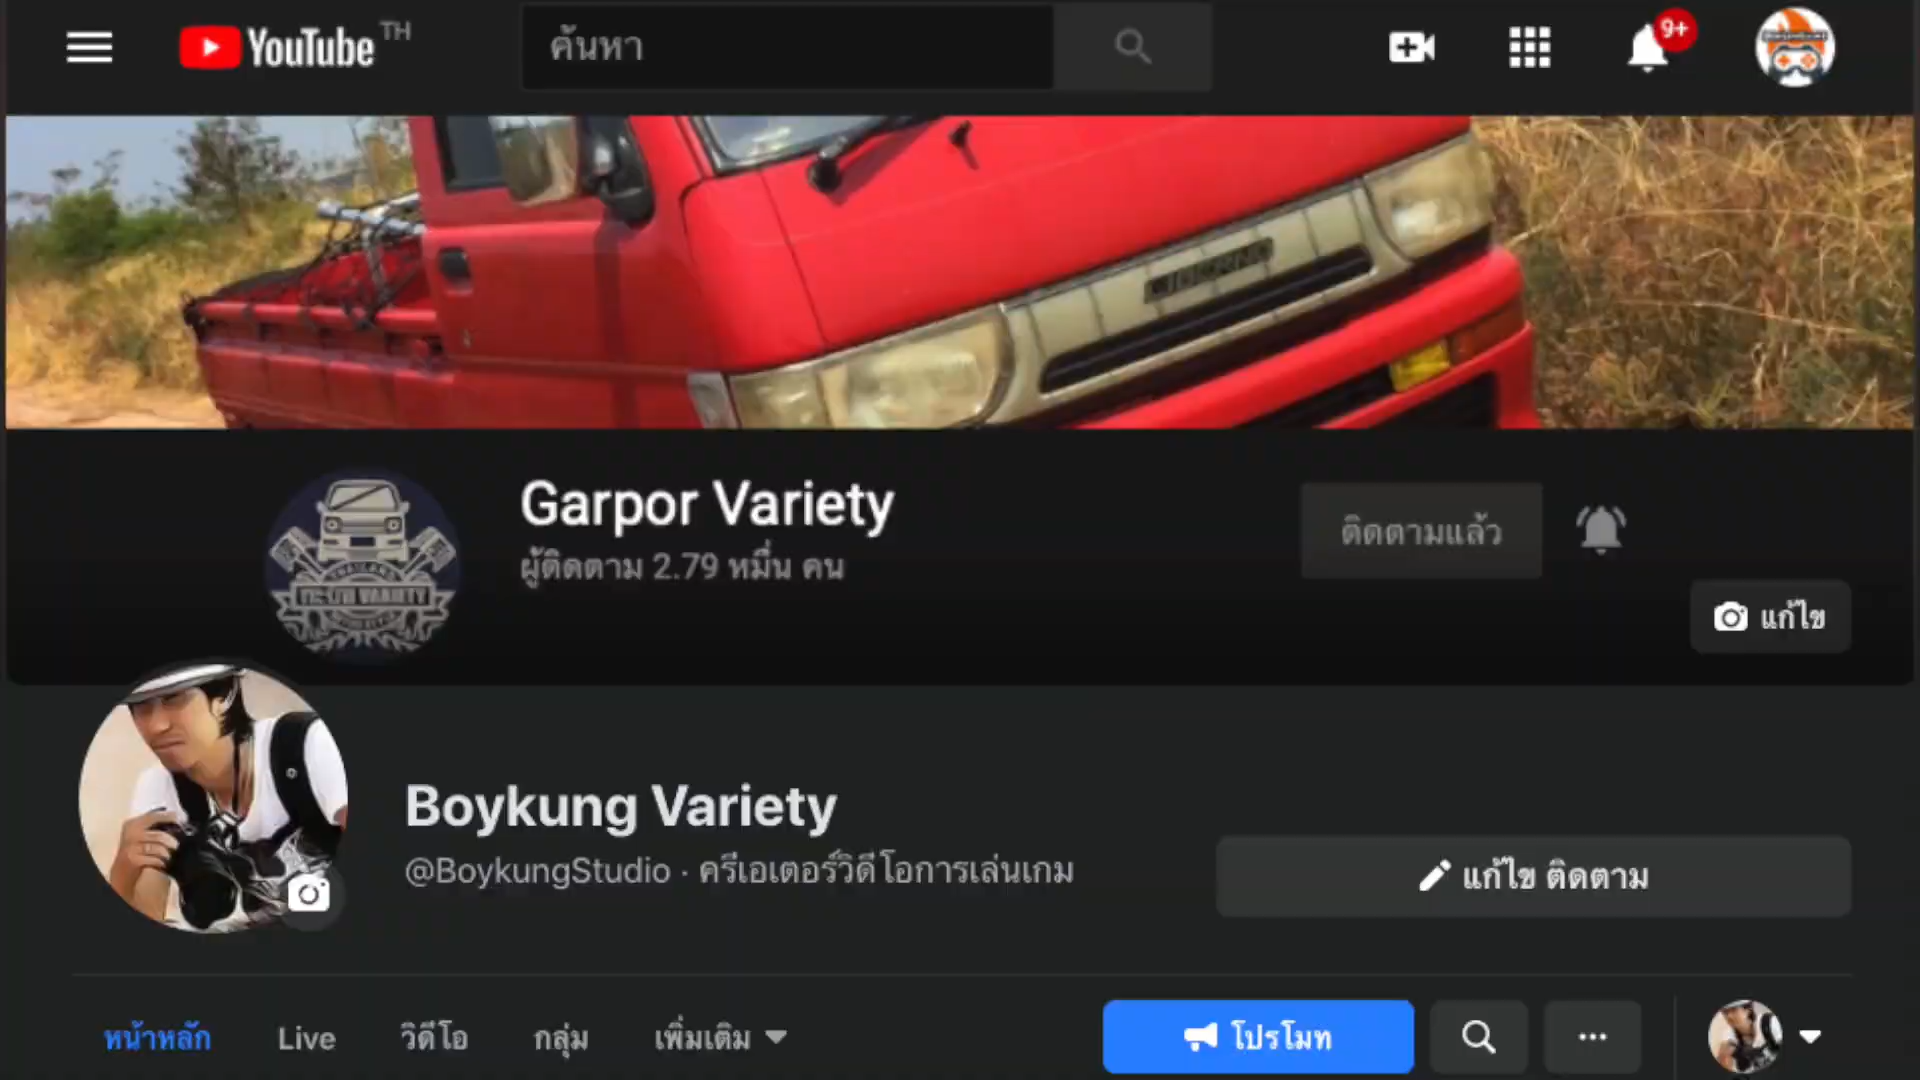 YouTube TH
ค้นหา
9+
Garpor Variety
ผู้ติดตาม 2.79 หมื่น คน
ติดตามแล้ว
THAILAND
VARIETY
แก้ไข
Boykung Variety
@BoykungStudio · ครีเอเตอร์วิดีโอการเล่นเกม
แก้ไข ติดตาม
หน้าหลัก Live วิดีโอ กลุ่ม เพิ่มเติม
โปรโมท